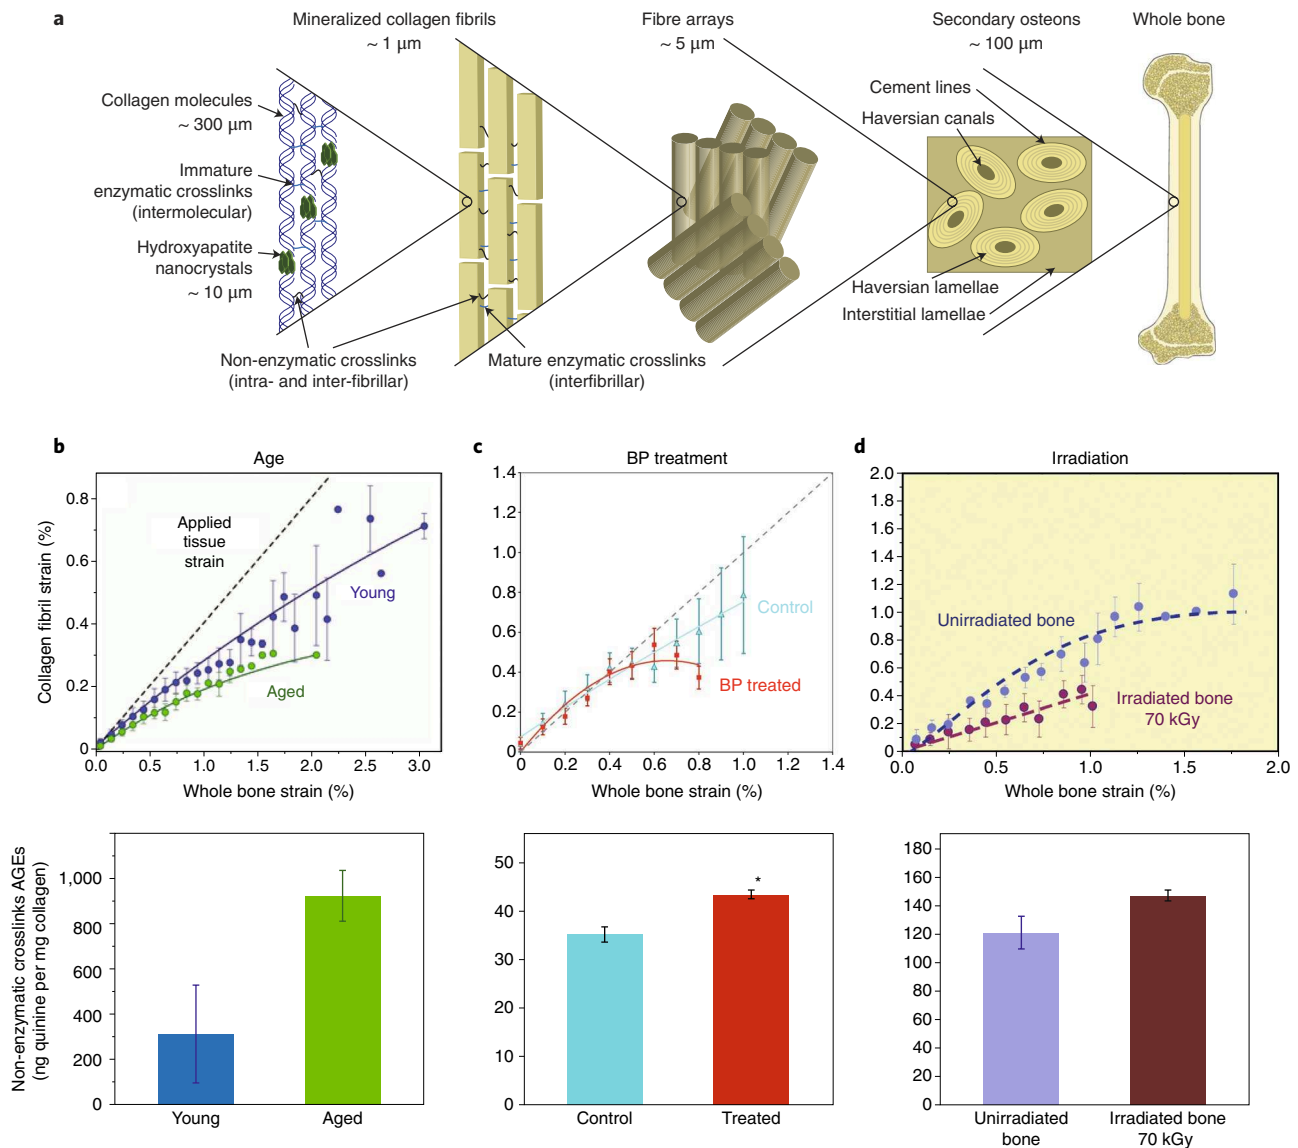 a
Mineralized collagen fibrils
~ 1 µm
Fibre arrays
~ 5 µm
Secondary osteons
~ 100 µm
Whole bone
Collagen molecules
~ 300 µm
Immature
enzymatic crosslinks
(intermolecular)
Hydroxyapatite
nanocrystals
~ 10 µm
Cement lines
Haversian canals
Haversian lamellae
Interstitial lamellae
Non-enzymatic crosslinks
(intra- and inter-fibrillar)
Mature enzymatic crosslinks
(interfibrillar)
b
Age
Collagen fibril strain (%)
0.8
0.6
0.4
0.2
0
0.0
0.5
1.0
1.5
2.0
2.5
3.0
Applied
tissue
strain
Young
Aged
Whole bone strain (%)
c
BP treatment
1.4
1.2
1.0
0.8
0.6
0.4
0.2
0
0
0.2
0.4
0.6
0.8
1.0
1.2
1.4
Control
BP treated
Whole bone strain (%)
d
Irradiation
2.0
1.8
1.6
1.4
1.2
1.0
0.8
0.6
0.4
0.2
0
0.0
0.5
1.0
1.5
2.0
Unirradiated bone
Irradiated bone
70 kGy
Whole bone strain (%)
Non-enzymatic crosslinks AGEs
(ng quinine per mg collagen)
1,000
800
600
400
200
0
Young
Aged
50
40
30
20
10
0
*
Control
Treated
180
160
140
120
100
80
60
40
20
0
Unirradiated
bone
Irradiated bone
70 kGy